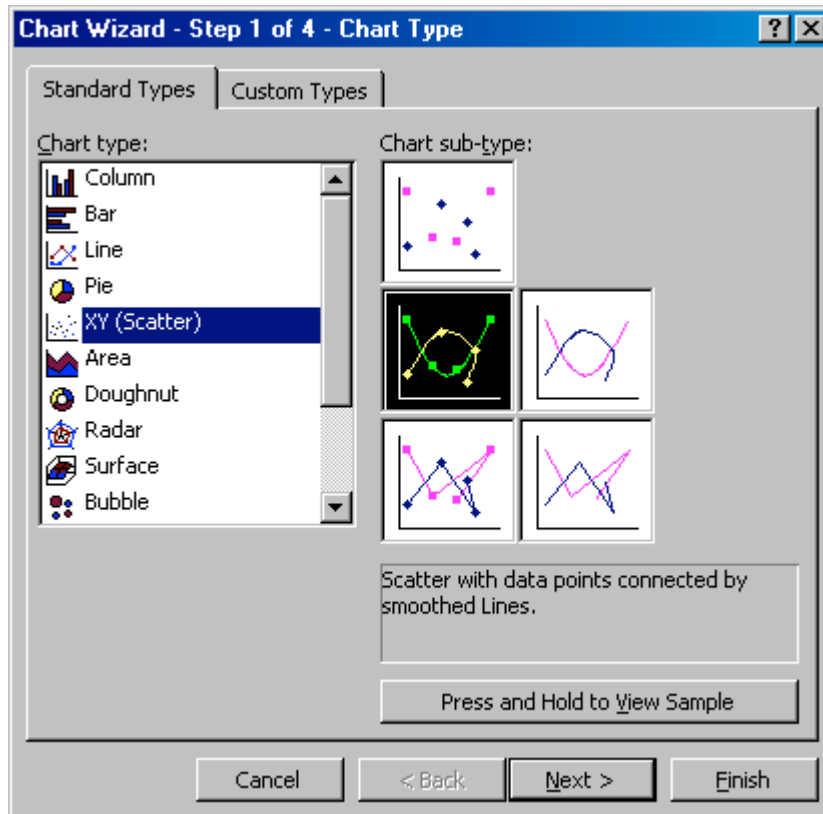 Chart Wizard - Step 1 of 4 - Chart Type
Standard Types
Custom Types
Chart type:
Column
Bar
Line
Pie
XY (Scatter)
Area
Doughnut
Radar
Surface
Bubble
Chart sub-type:
Scatter with data points connected by
smoothed Lines.
Press and Hold to View Sample
Cancel
< Back
Next >
Finish